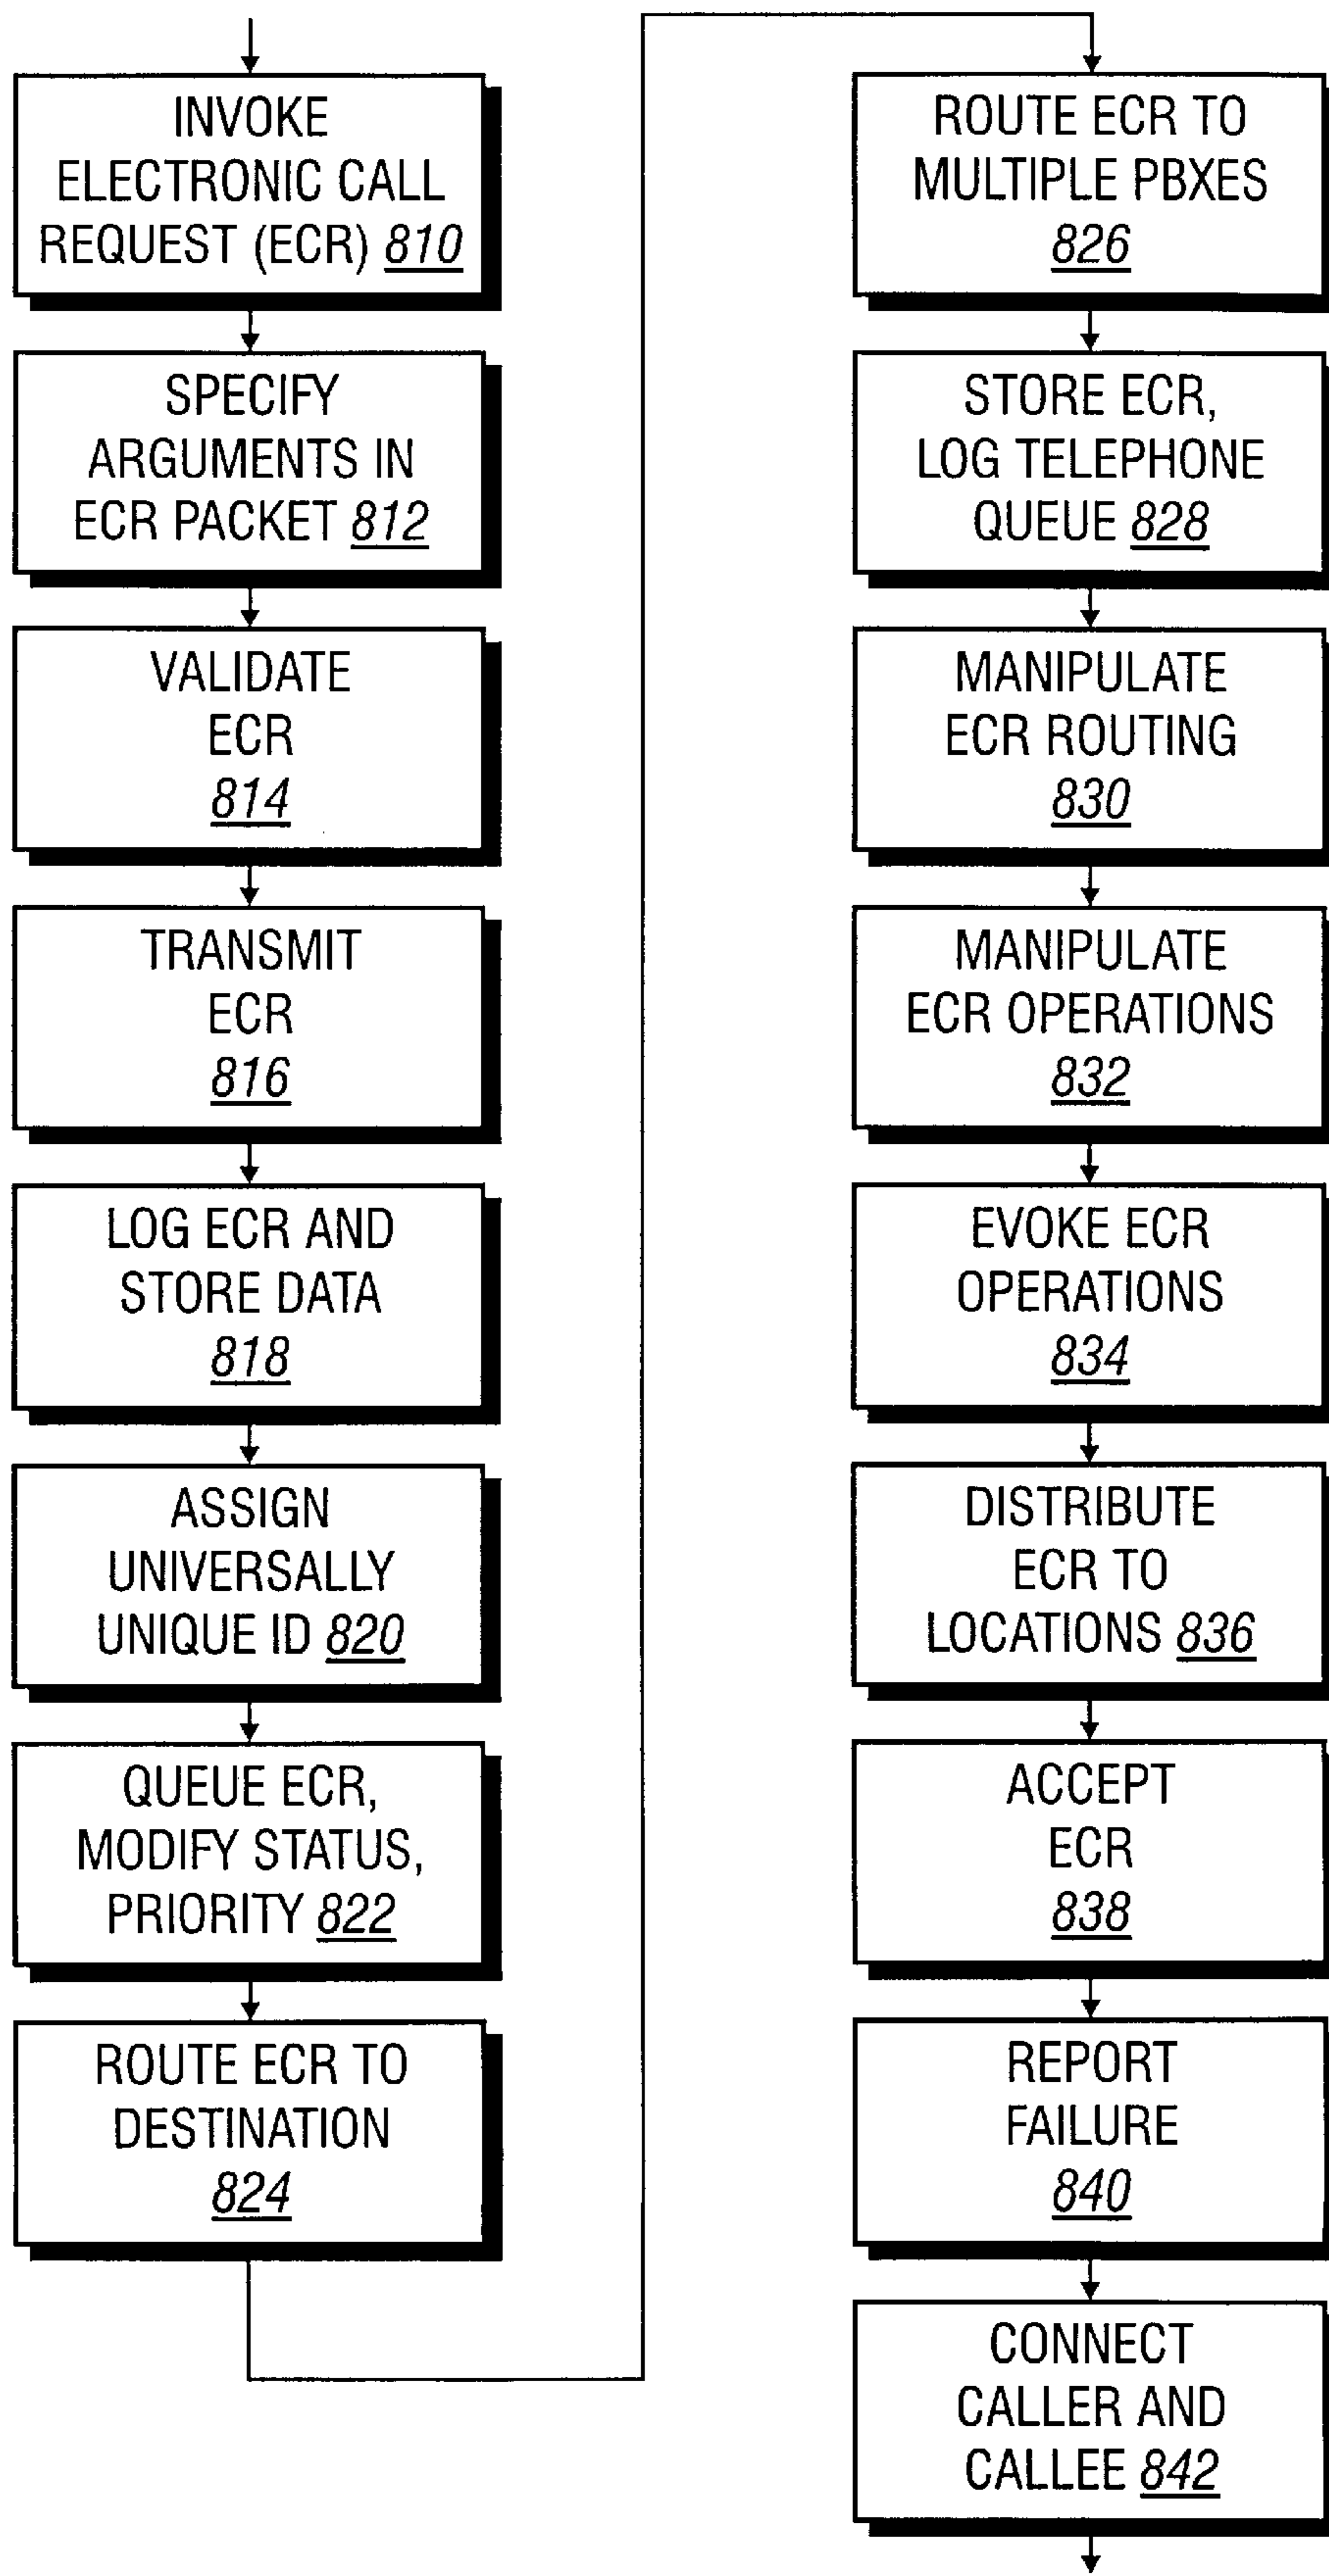 INVOKE
ELECTRONIC CALL
REQUEST (ECR) 810
SPECIFY
ARGUMENTS IN
ECR PACKET 812
VALIDATE
ECR
814
TRANSMIT
ECR
816
LOG ECR AND
STORE DATA
818
ASSIGN
UNIVERSALLY
UNIQUE ID 820
QUEUE ECR,
MODIFY STATUS,
PRIORITY 822
ROUTE ECR TO
DESTINATION
824
ROUTE ECR TO
MULTIPLE PBXES
826
STORE ECR,
LOG TELEPHONE
QUEUE 828
MANIPULATE
ECR ROUTING
830
MANIPULATE
ECR OPERATIONS
832
EVOKE ECR
OPERATIONS
834
DISTRIBUTE
ECR TO
LOCATIONS 836
ACCEPT
ECR
838
REPORT
FAILURE
840
CONNECT
CALLER AND
CALLEE 842